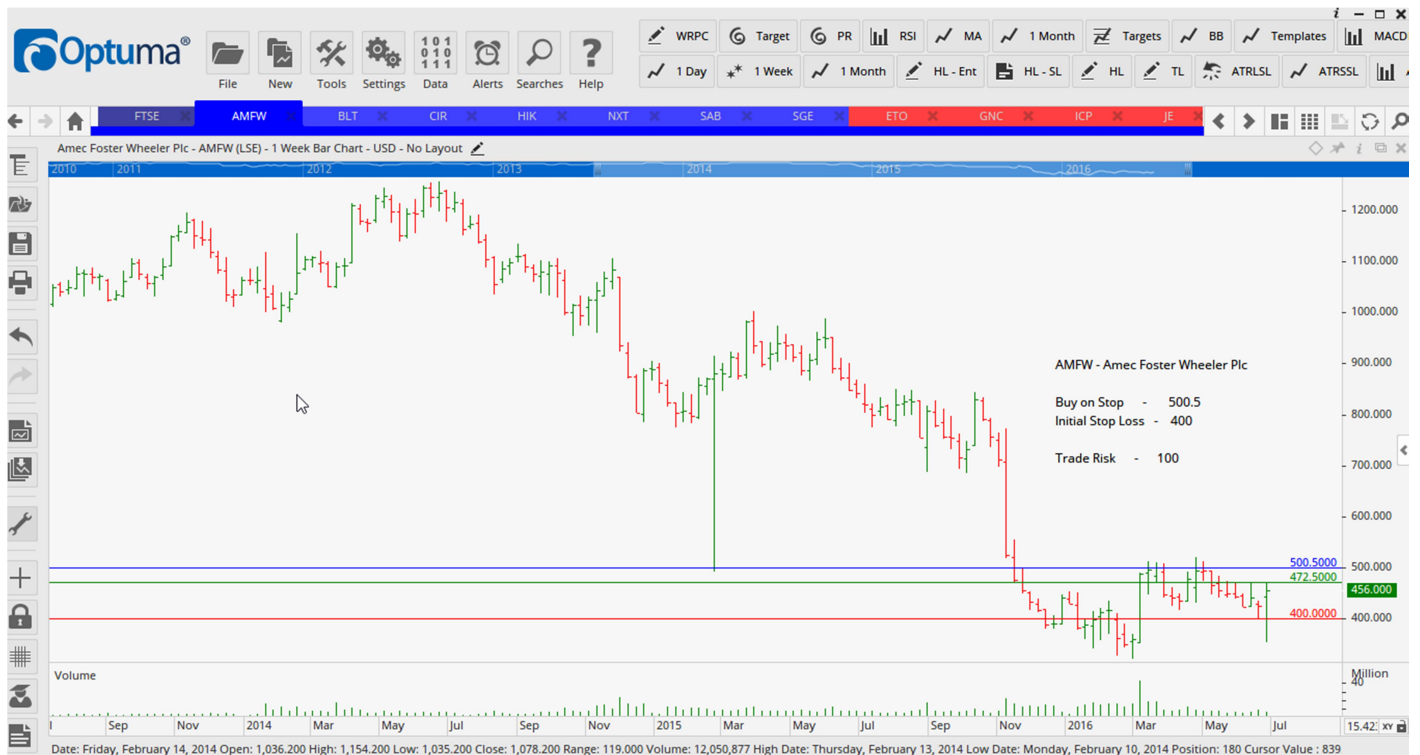 i
Optuma®
File New Tools Settings Data Alerts Searches Help
WRPC Target PR RSI MA 1 Month Targets BB Templates MACD
1 Day 1 Week 1 Month HL - Ent HL - SL HL TL ATRLSL ATRSSL
FTSE AMFW BLT CIR HIK NXT SAB SGE ETO GNC ICP JE
Amec Foster Wheeler Plc - AMFW (LSE) - 1 Week Bar Chart - USD - No Layout
2010 2011 2012 2013 2014 2015 2016
1200.000
1100.000
1000.000
900.000
AMFW - Amec Foster Wheeler Plc
Buy on Stop - 500.5
800.000
Initial Stop Loss - 400
Trade Risk - 100
700.000
600.000
500.5000
500.000
472.5000
456.000
400.0000
400.000
Volume
Million
40
Sep Nov 2014 Mar May Jul Sep Nov 2015 Mar May Jul Sep Nov 2016 Mar May Jul
15.42: XY
Date: Friday, February 14, 2014 Open: 1,036.200 High: 1,154.200 Low: 1,035.200 Close: 1,078.200 Range: 119.000 Volume: 12,050,877 High Date: Thursday, February 13, 2014 Low Date: Monday, February 10, 2014 Position: 180 Cursor Value : 839